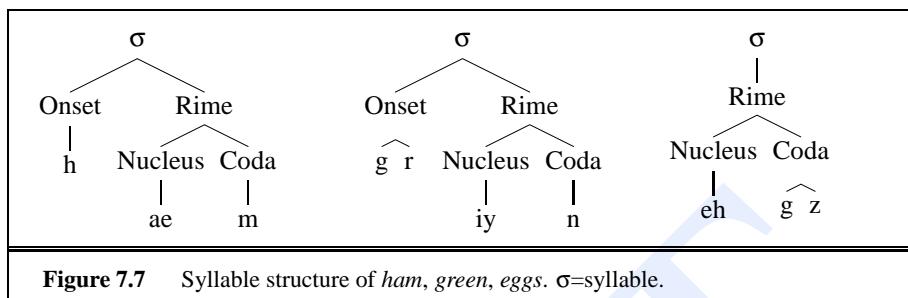 σ σ σ
Onset Rime Onset Rime Rime
h Nucleus Coda g r Nucleus Coda Nucleus Coda
ae m iy n eh g z
Figure 7.7 Syllable structure of ham, green, eggs. σ=syllable.